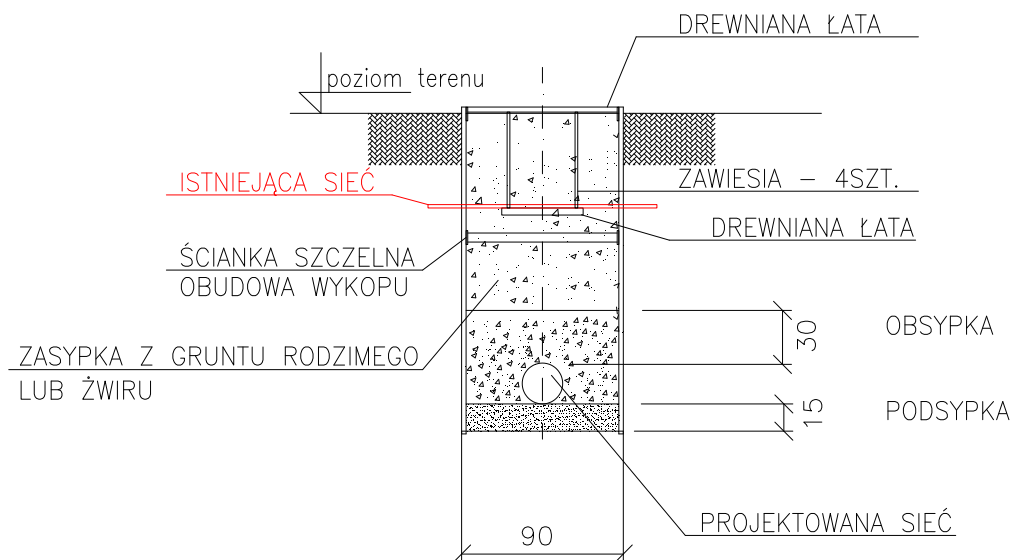 DREWNIANA ŁATA
poziom terenu
ISTNIEJĄCA SIEĆ
ZAWIESIA – 4SZT.
DREWNIANA ŁATA
ŚCIANKA SZCZELNA
OBUDOWA WYKOPU
30
OBSYPKA
ZASYPKA Z GRUNTU RODZIMEGO
LUB ŻWIRU
15
PODSYPKA
PROJEKTOWANA SIEĆ
90